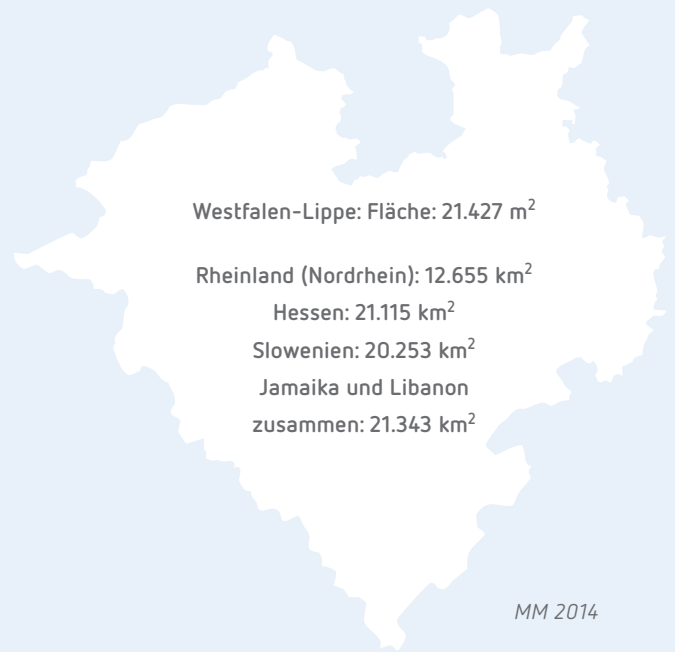 Westfalen-Lippe: Fläche: 21.427 m²
Rheinland (Nordrhein): 12.655 km²
Hessen: 21.115 km²
Slowenien: 20.253 km²
Jamaika und Libanon
zusammen: 21.343 km²
MM 2014